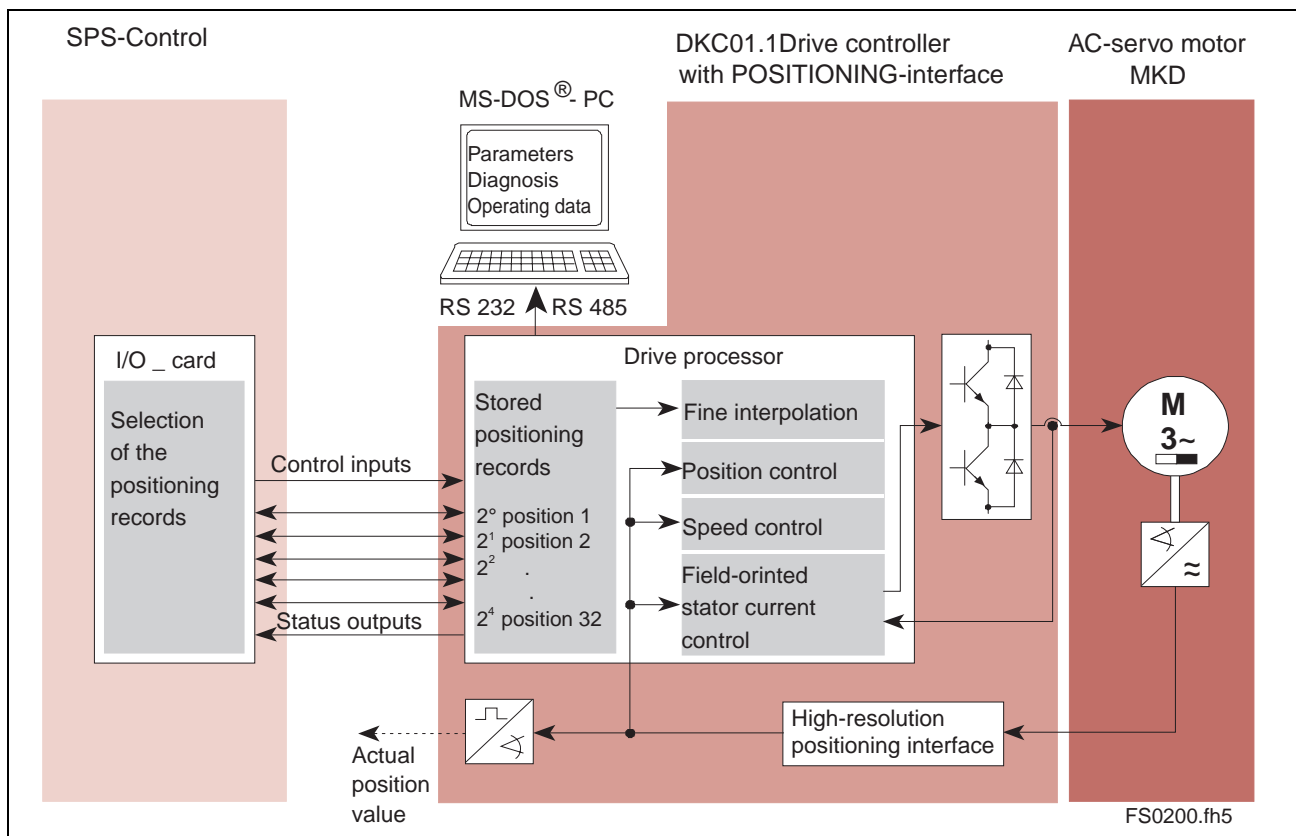 SPS-Control
DKC01.1Drive controller
with POSITIONING-interface
AC-servo motor
MKD
MS-DOS ®- PC
Parameters
Diagnosis
Operating data
RS 232
RS 485
I/O _ card
Selection
of the
positioning
records
Control inputs
Status outputs
Drive processor
Stored
positioning
records
2° position 1
2¹ position 2
2² .
.
2⁴ position 32
Fine interpolation
Position control
Speed control
Field-orinted
stator current
control
M
3~
≈
High-resolution
positioning interface
Actual
position
value
FS0200.fh5